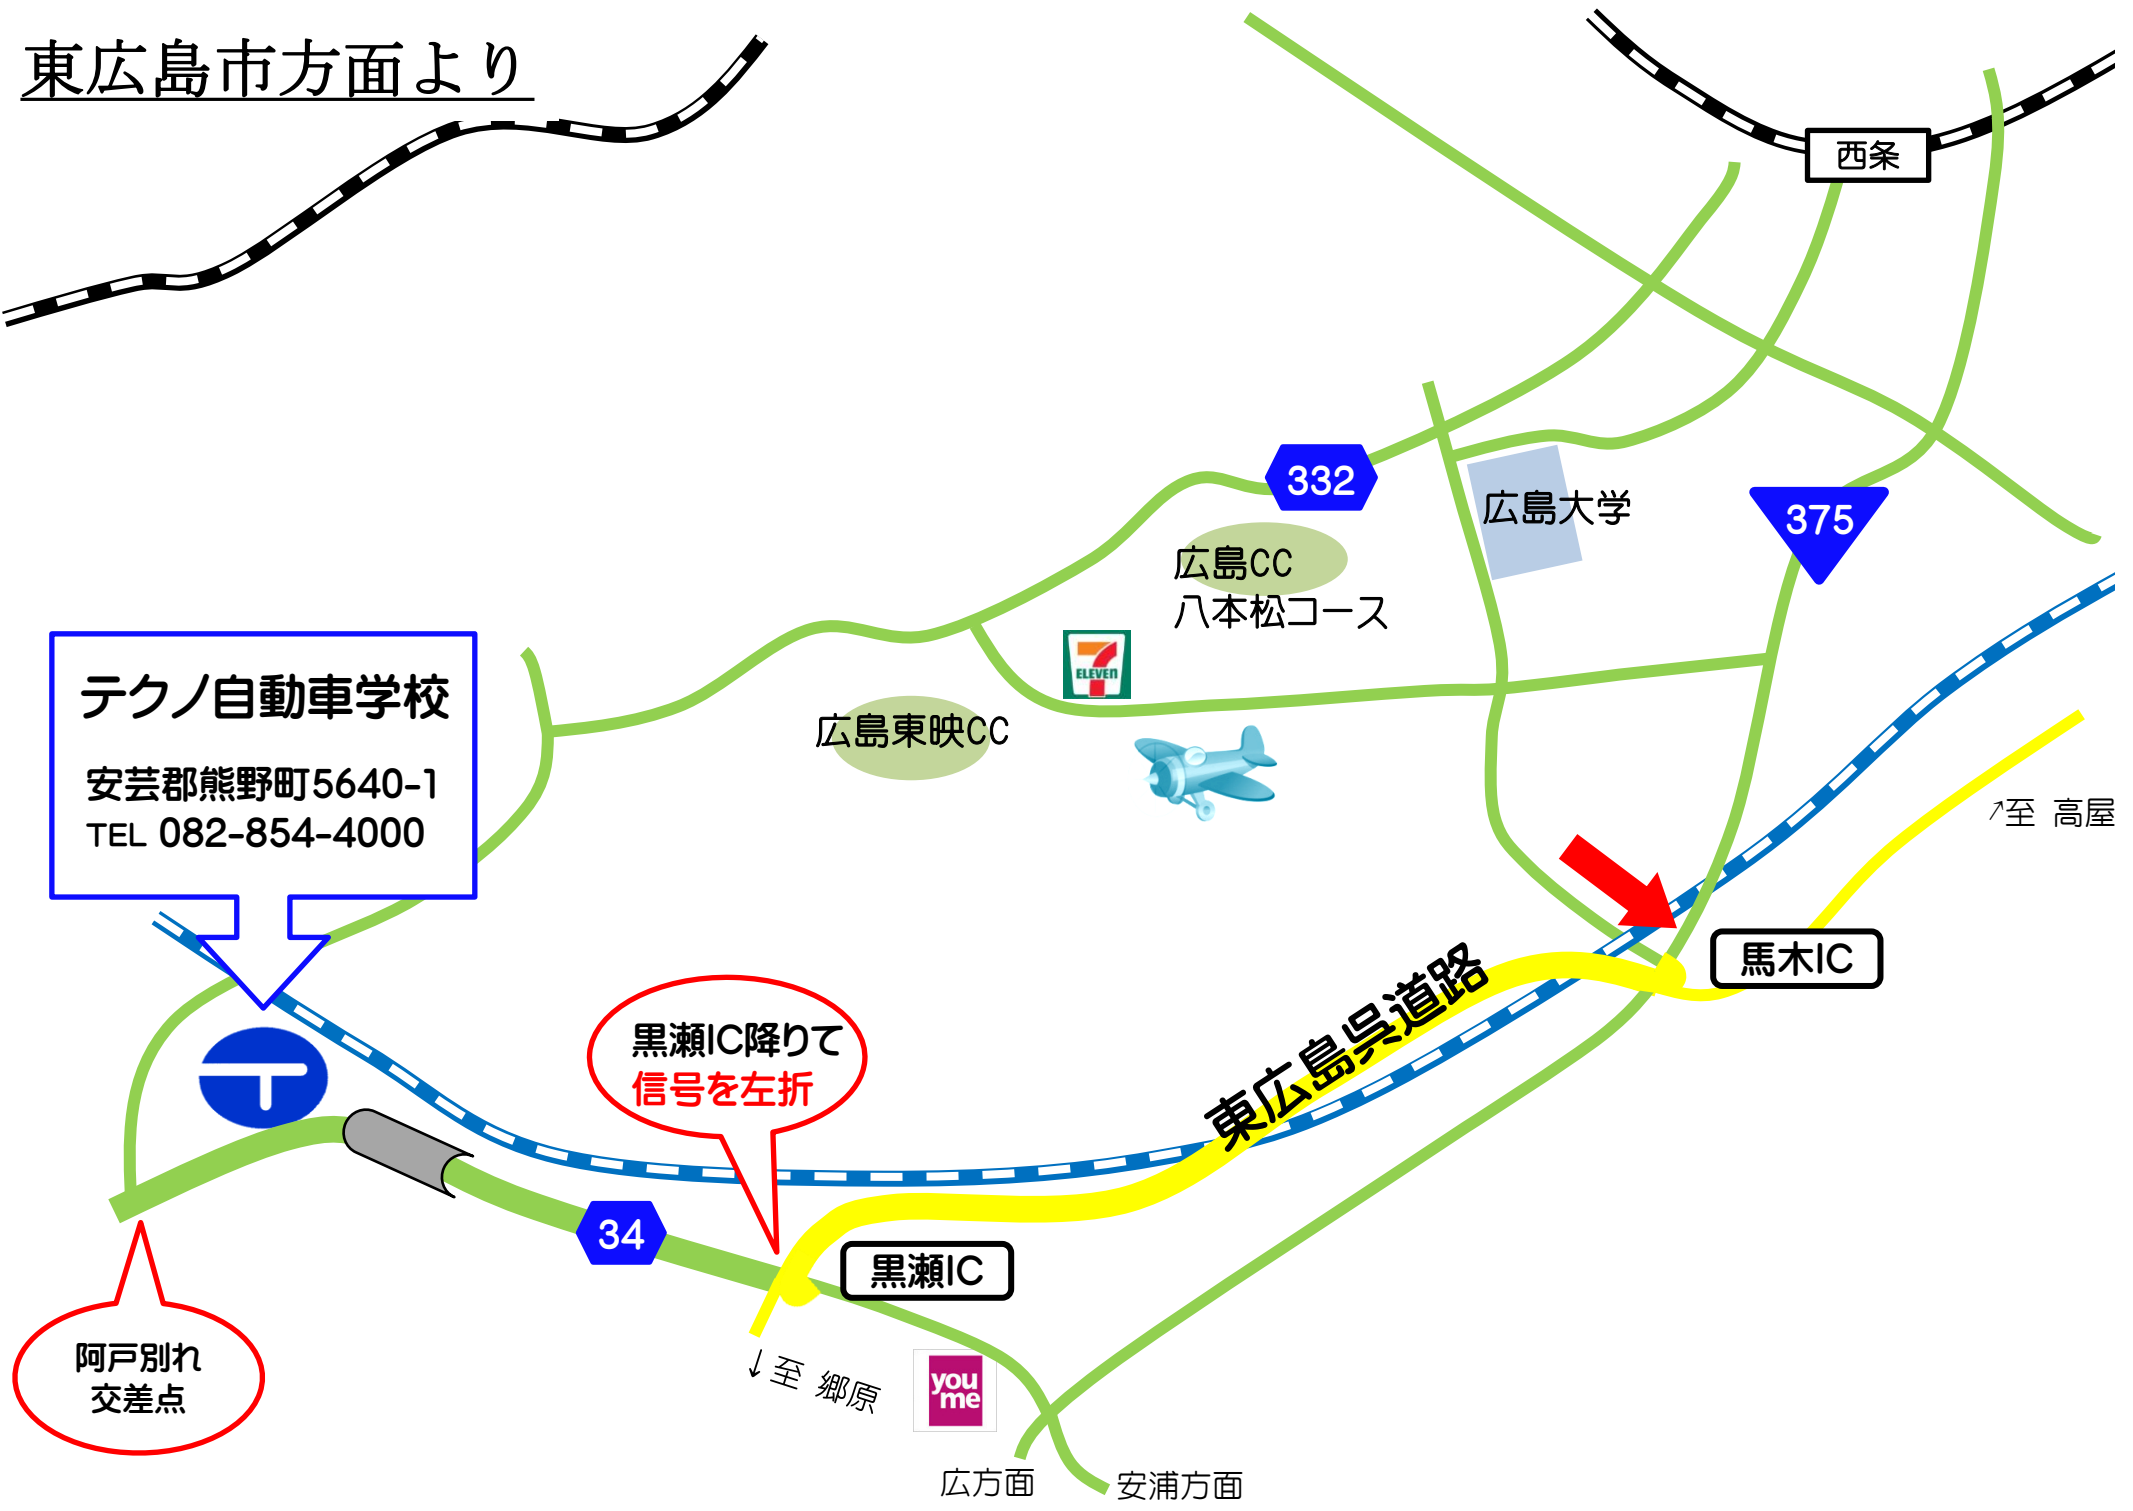 東広島市方面より
西条
332
広島大学
375
広島CC
八本松コース
7
ELEVEN
広島東映CC
テクノ自動車学校
安芸郡熊野町5640-1
TEL 082-854-4000
↗至 高屋
馬木IC
東広島呉道路
黒瀬IC降りて
信号を左折
34
黒瀬IC
阿戸別れ
交差点
↓至 郷原
you
me
広方面
安浦方面